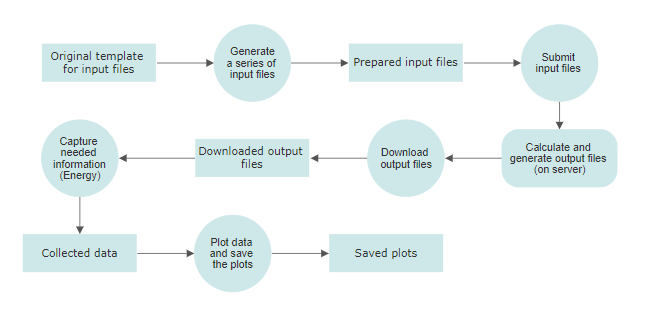 Original template
for input files
Generate
a series of
input files
Prepared input files
Submit
input files
Calculate and
generate output files
(on server)
Download
output files
Downloaded output
files
Capture
needed
information
(Energy)
Collected data
Plot data
and save
the plots
Saved plots